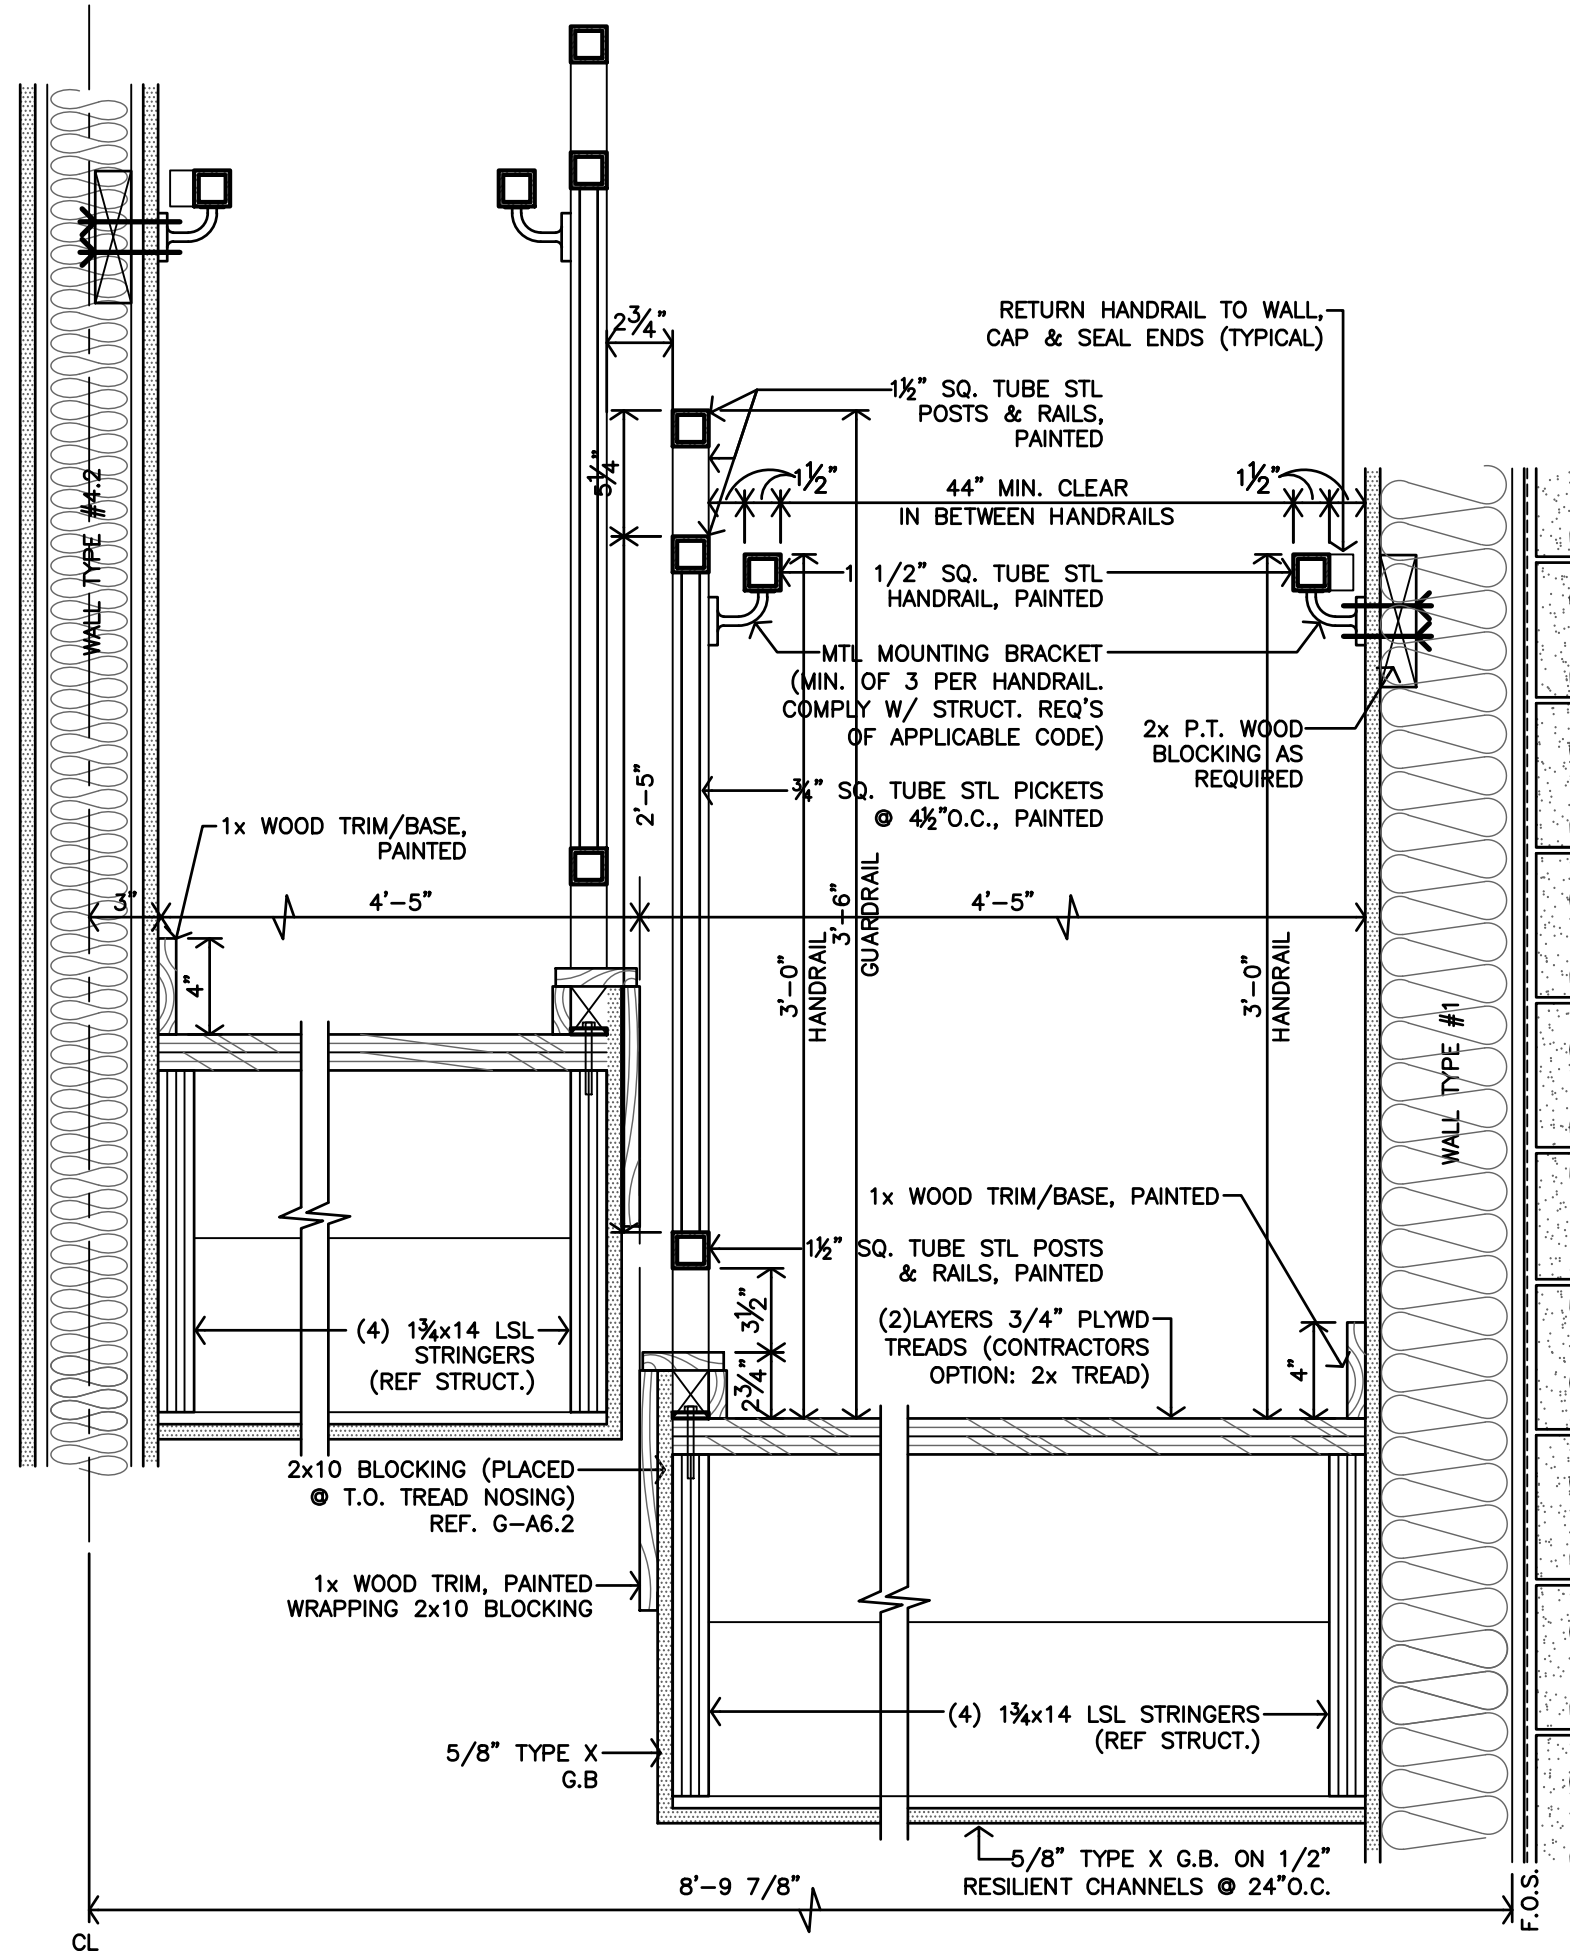 2¾"
RETURN HANDRAIL TO WALL,
CAP & SEAL ENDS (TYPICAL)
1½" SQ. TUBE STL
POSTS & RAILS,
PAINTED
5¼"
1½"
44" MIN. CLEAR
IN BETWEEN HANDRAILS
1½"
WALL TYPE #4.2
1 1/2" SQ. TUBE STL
HANDRAIL, PAINTED
MTL MOUNTING BRACKET
(MIN. OF 3 PER HANDRAIL.
COMPLY W/ STRUCT. REQ'S
OF APPLICABLE CODE)
2x P.T. WOOD
BLOCKING AS
REQUIRED
2'-5"
¾" SQ. TUBE STL PICKETS
@ 4½"O.C., PAINTED
1x WOOD TRIM/BASE,
PAINTED
3"
4'-5"
4'-5"
3'-6"
GUARDRAIL
3'-0"
HANDRAIL
3'-0"
HANDRAIL
4"
WALL TYPE #1
1x WOOD TRIM/BASE, PAINTED
1½" SQ. TUBE STL POSTS
& RAILS, PAINTED
3½"
2¾"
(2)LAYERS 3/4" PLYWD
TREADS (CONTRACTORS
OPTION: 2x TREAD)
4"
(4) 1¾x14 LSL
STRINGERS
(REF STRUCT.)
2x10 BLOCKING (PLACED
@ T.O. TREAD NOSING)
REF. G-A6.2
1x WOOD TRIM, PAINTED
WRAPPING 2x10 BLOCKING
(4) 1¾x14 LSL STRINGERS
(REF STRUCT.)
5/8" TYPE X
G.B
5/8" TYPE X G.B. ON 1/2"
RESILIENT CHANNELS @ 24"O.C.
8'-9 7/8"
F.O.S.
CL